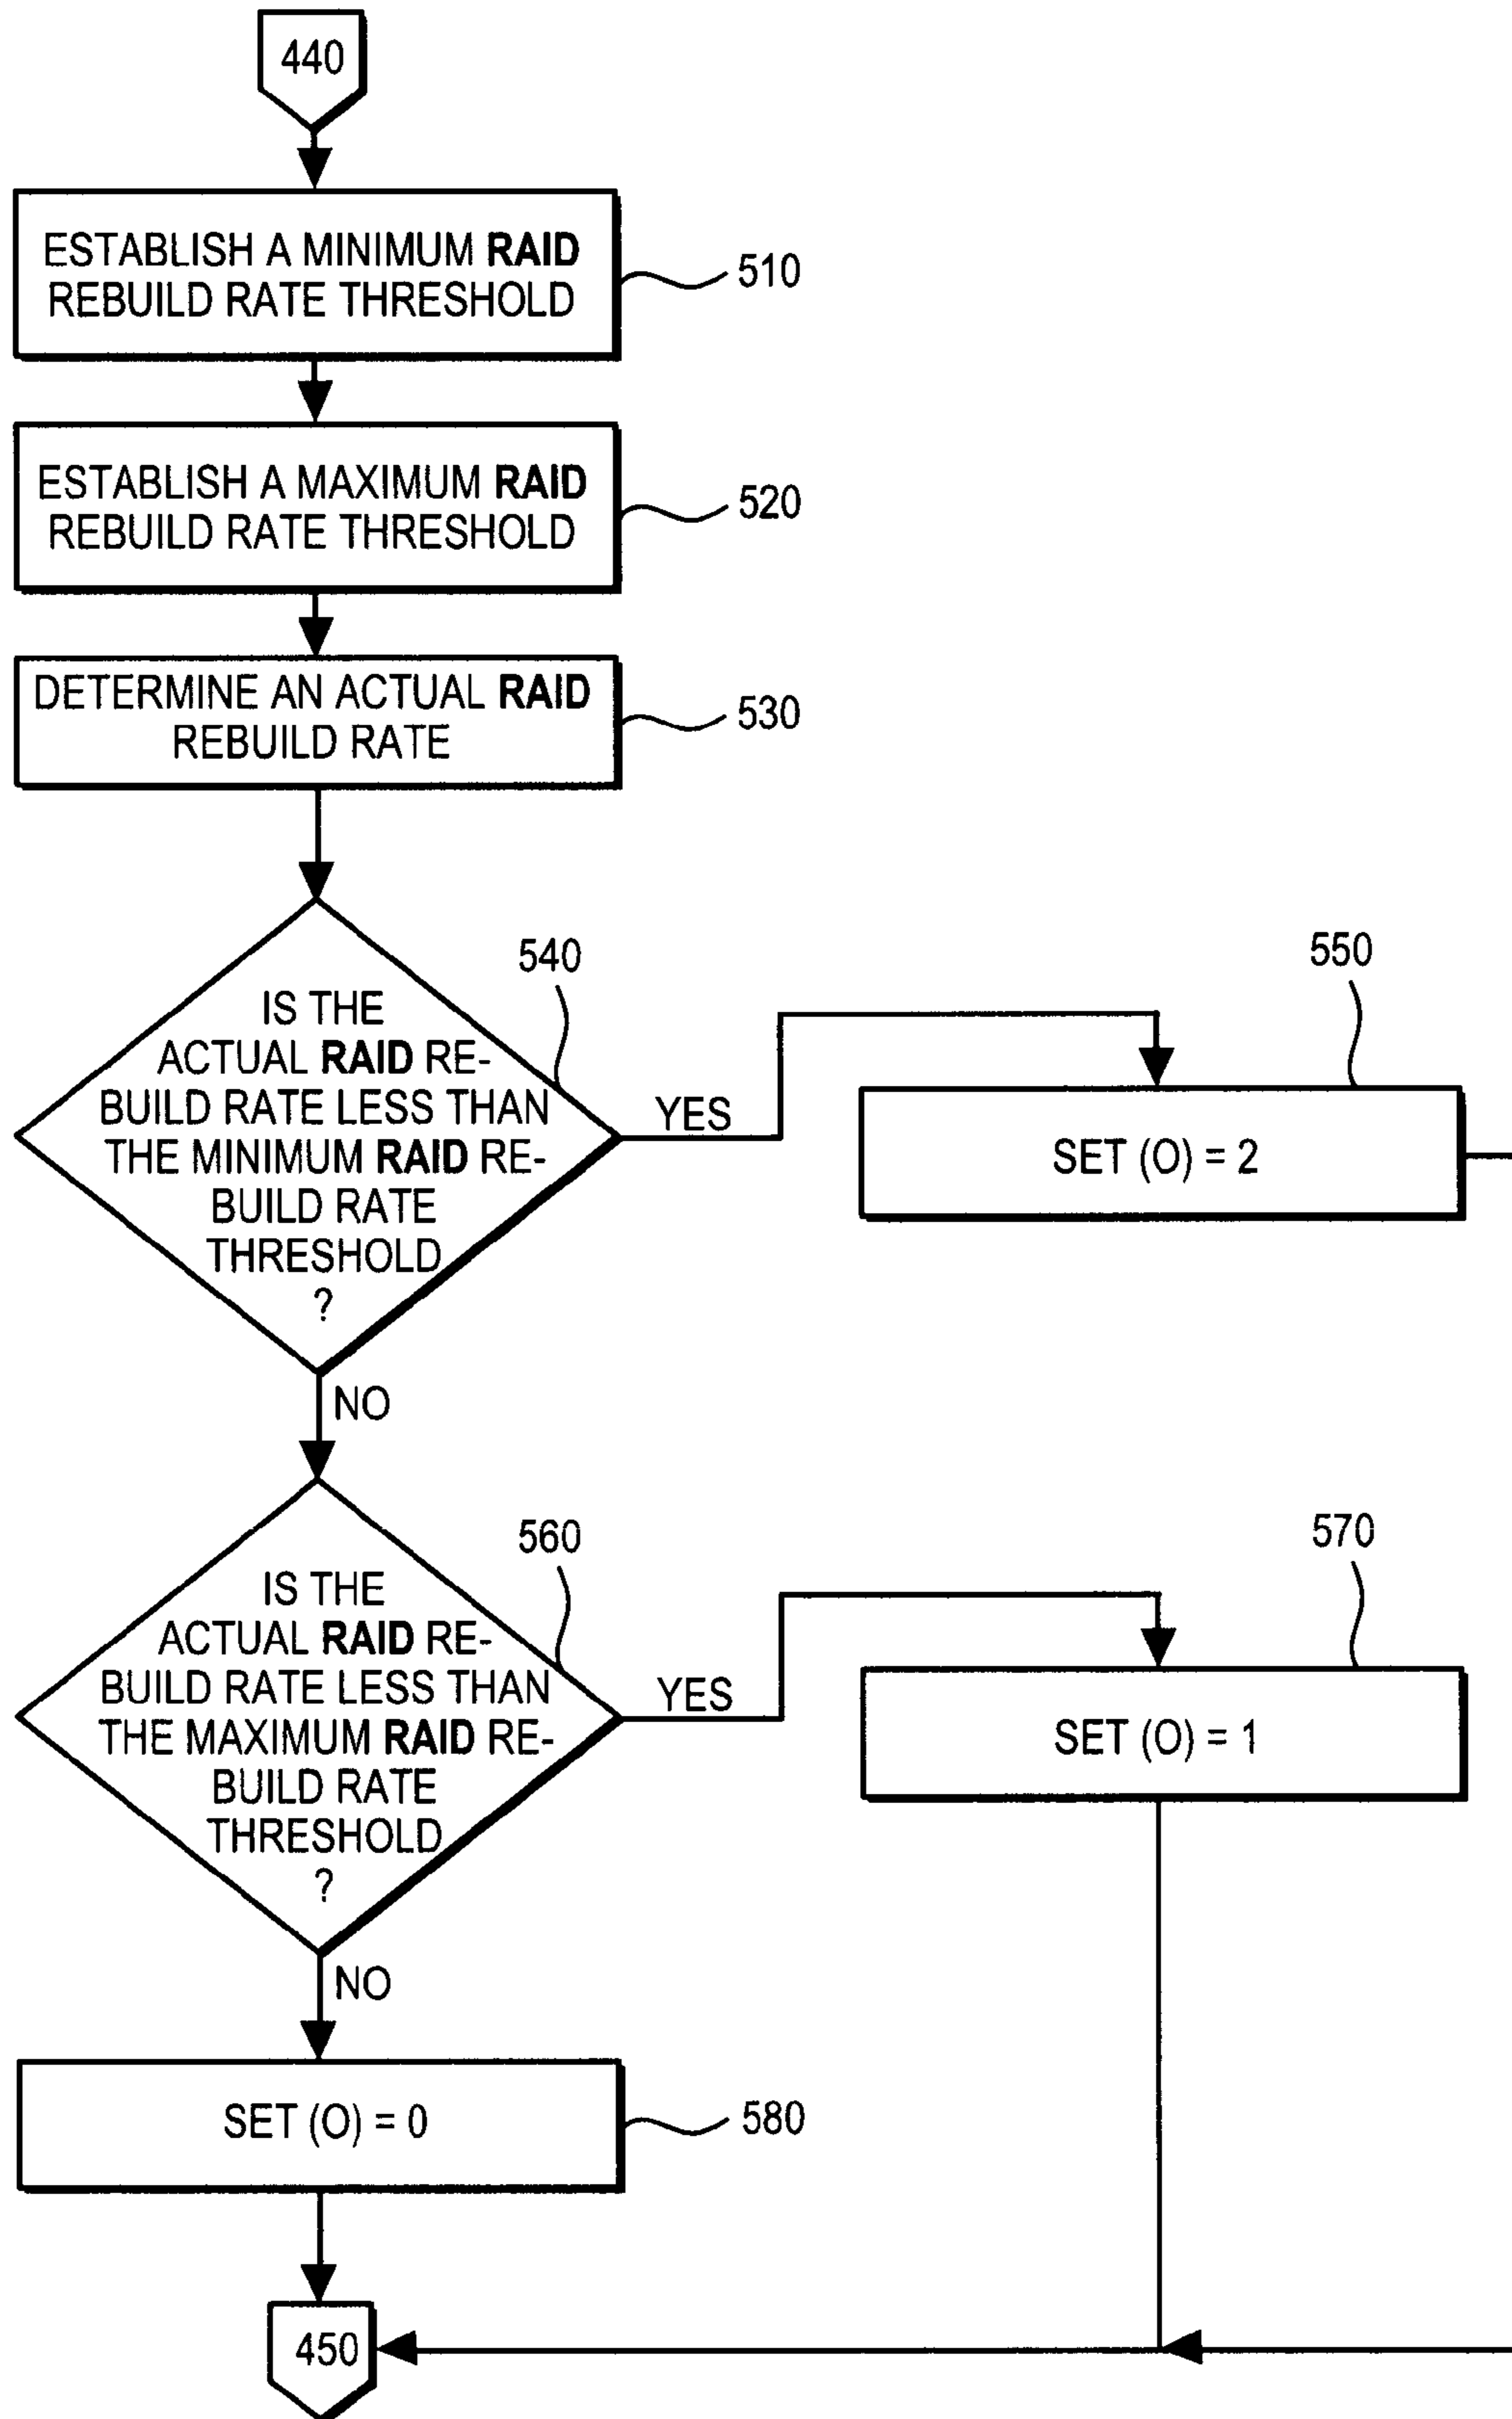 440
ESTABLISH A MINIMUM RAID
REBUILD RATE THRESHOLD
510
ESTABLISH A MAXIMUM RAID
REBUILD RATE THRESHOLD
520
DETERMINE AN ACTUAL RAID
REBUILD RATE
530
540
IS THE
ACTUAL RAID RE-
BUILD RATE LESS THAN
THE MINIMUM RAID RE-
BUILD RATE
THRESHOLD
?
YES
550
SET (O) = 2
NO
560
IS THE
ACTUAL RAID RE-
BUILD RATE LESS THAN
THE MAXIMUM RAID RE-
BUILD RATE
THRESHOLD
?
YES
570
SET (O) = 1
NO
SET (O) = 0
580
450